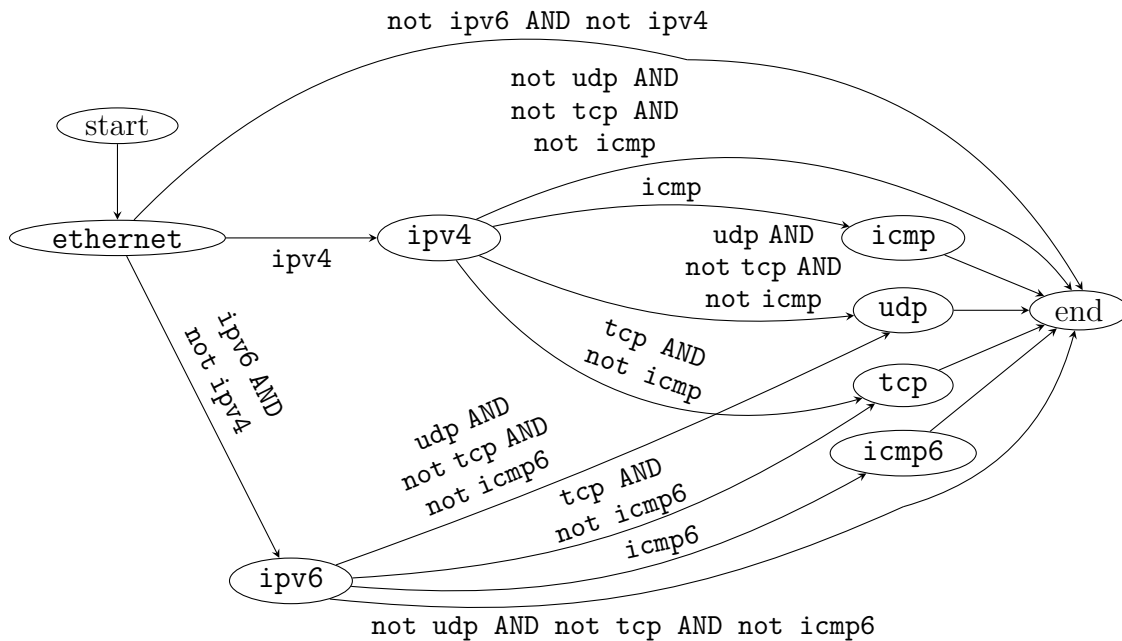 not ipv6 AND not ipv4
not udp AND
not tcp AND
not icmp
start
icmp
ethernet
ipv4
ipv4
icmp
udp AND
not tcp AND
not icmp
udp
end
ipv6 AND
not ipv4
tcp AND
not icmp
tcp
udp AND
not tcp AND
not icmp6
icmp6
tcp AND
not icmp6
icmp6
ipv6
not udp AND not tcp AND not icmp6